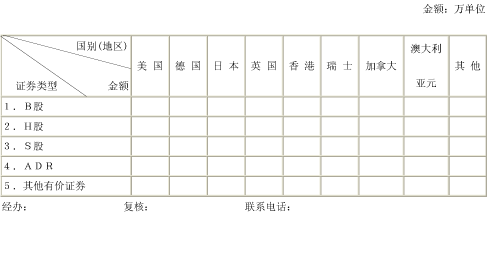 金额：万单位
国别(地区)
证券类型 金额
美 国 德 国 日 本 英 国 香 港 瑞 士 加拿大 澳大利亚元 其 他
1．B股
2．H股
3．S股
4．ADR
5．其他有价证券
经办： 复核： 联系电话：